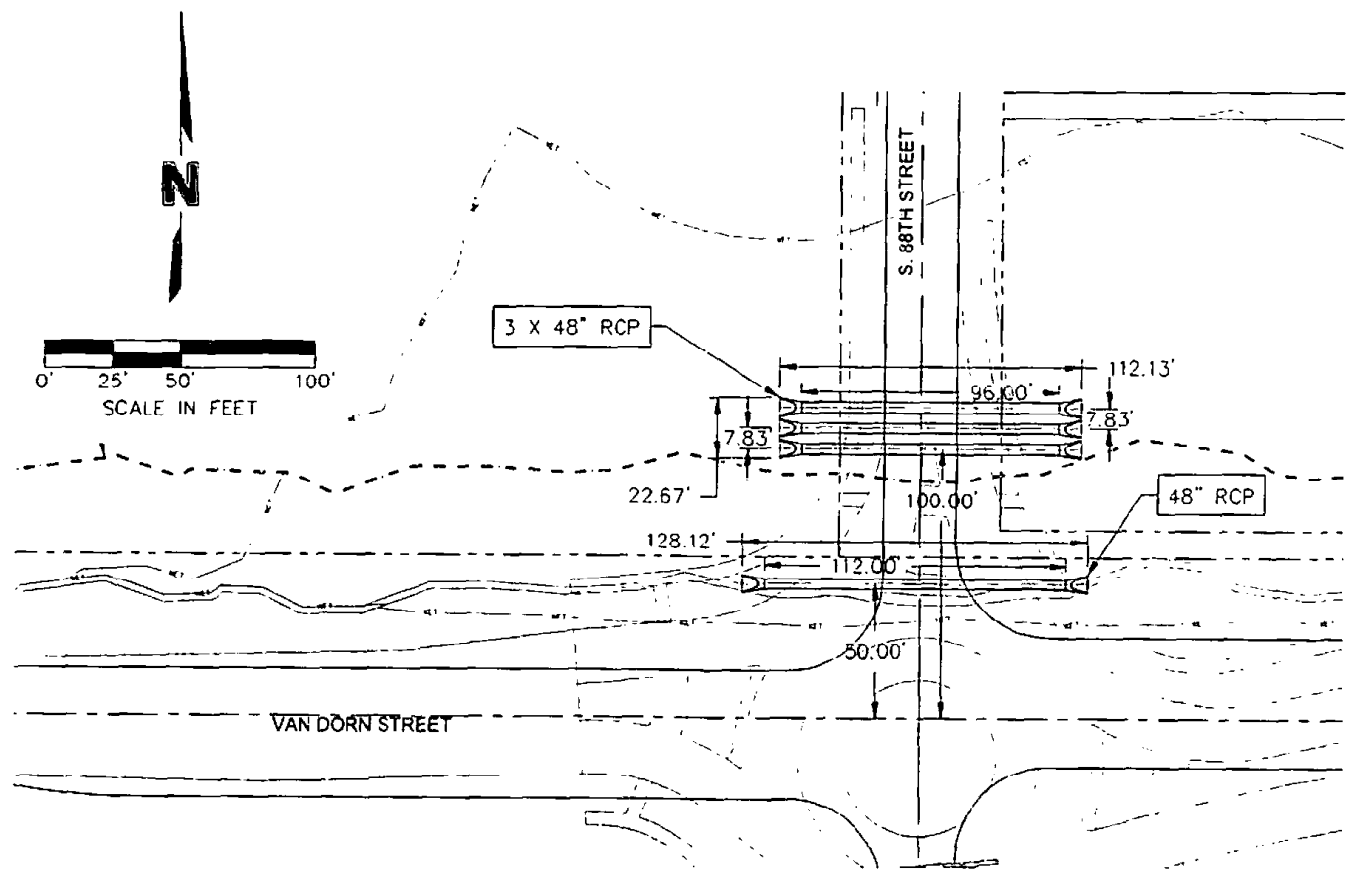 N
0' 25' 50' 100'
SCALE IN FEET
S. 88TH STREET
3 X 48" RCP
112.13'
96.00'
7.83'
7.83'
22.67'
100.00'
48" RCP
128.12'
112.00'
50.00'
VAN DORN STREET